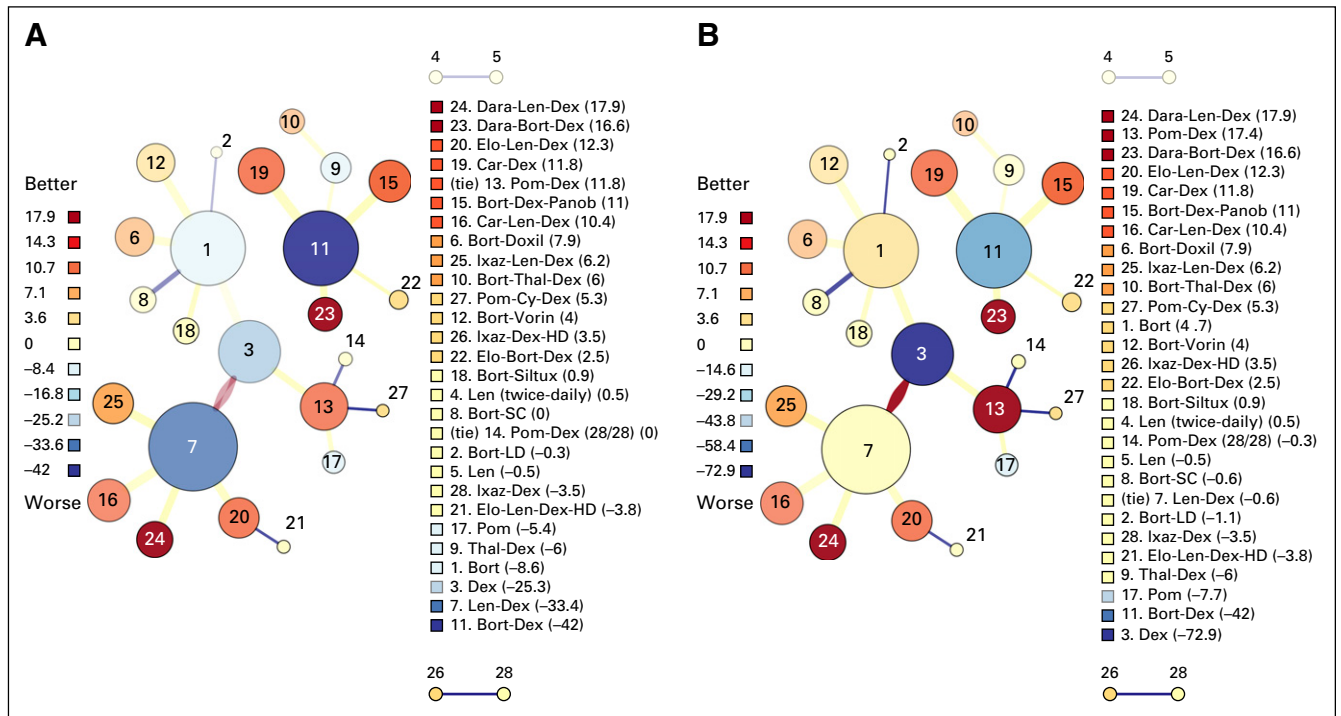 A
4 5
24. Dara-Len-Dex (17.9)
23. Dara-Bort-Dex (16.6)
20. Elo-Len-Dex (12.3)
19. Car-Dex (11.8)
(tie) 13. Pom-Dex (11.8)
15. Bort-Dex-Panob (11)
16. Car-Len-Dex (10.4)
6. Bort-Doxil (7.9)
25. Ixaz-Len-Dex (6.2)
10. Bort-Thal-Dex (6)
27. Pom-Cy-Dex (5.3)
12. Bort-Vorin (4)
26. Ixaz-Dex-HD (3.5)
22. Elo-Bort-Dex (2.5)
18. Bort-Siltux (0.9)
4. Len (twice-daily) (0.5)
8. Bort-SC (0)
(tie) 14. Pom-Dex (28/28) (0)
2. Bort-LD (–0.3)
5. Len (–0.5)
28. Ixaz-Dex (–3.5)
21. Elo-Len-Dex-HD (–3.8)
17. Pom (–5.4)
9. Thal-Dex (–6)
1. Bort (–8.6)
3. Dex (–25.3)
7. Len-Dex (–33.4)
11. Bort-Dex (–42)
26 28
Better
17.9
14.3
10.7
7.1
3.6
0
–8.4
–16.8
–25.2
–33.6
–42
Worse
10
2
12
19
9
15
6
1
11
8
18
22
23
3
14
27
13
25
7
17
16
20
24
21
B
4 5
24. Dara-Len-Dex (17.9)
13. Pom-Dex (17.4)
23. Dara-Bort-Dex (16.6)
20. Elo-Len-Dex (12.3)
19. Car-Dex (11.8)
15. Bort-Dex-Panob (11)
16. Car-Len-Dex (10.4)
6. Bort-Doxil (7.9)
25. Ixaz-Len-Dex (6.2)
10. Bort-Thal-Dex (6)
27. Pom-Cy-Dex (5.3)
1. Bort (4 .7)
12. Bort-Vorin (4)
26. Ixaz-Dex-HD (3.5)
22. Elo-Bort-Dex (2.5)
18. Bort-Siltux (0.9)
4. Len (twice-daily) (0.5)
14. Pom-Dex (28/28) (–0.3)
5. Len (–0.5)
8. Bort-SC (–0.6)
(tie) 7. Len-Dex (–0.6)
2. Bort-LD (–1.1)
28. Ixaz-Dex (–3.5)
21. Elo-Len-Dex-HD (–3.8)
9. Thal-Dex (–6)
17. Pom (–7.7)
11. Bort-Dex (–42)
3. Dex (–72.9)
26 28
Better
17.9
14.3
10.7
7.1
3.6
0
–14.6
–29.2
–43.8
–58.4
–72.9
Worse
10
2
12
19
9
15
6
1
11
8
18
22
23
3
14
27
13
25
7
17
16
20
24
21